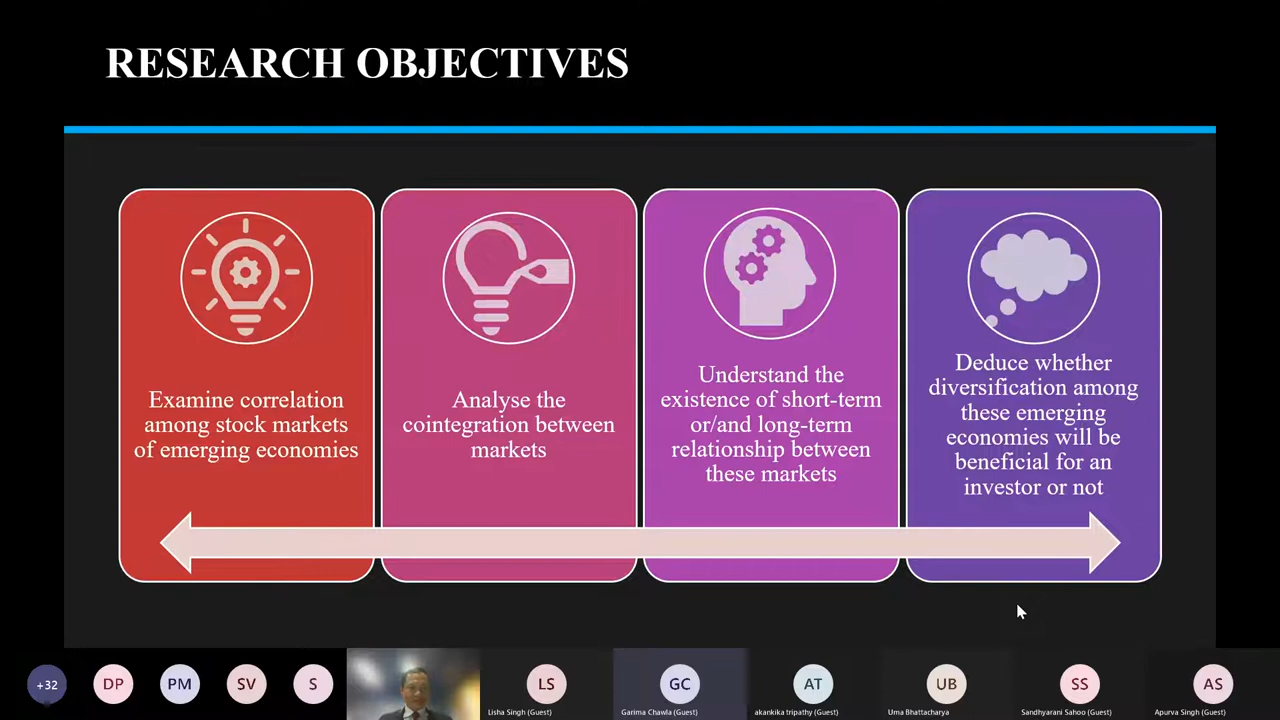 RESEARCH OBJECTIVES
Examine correlation
among stock markets
of emerging economies
Analyse the
cointegration between
markets
Understand the
existence of short-term
or/and long-term
relationship between
these markets
Deduce whether
diversification among
these emerging
economies will be
beneficial for an
investor or not
+32
DP
PM
SV
S
LS
Lisha Singh (Guest)
GC
Garima Chawla (Guest)
AT
akankika tripathy (Guest)
UB
Uma Bhattacharya
SS
Sandhyarani Sahoo (Guest)
AS
Apurva Singh (Guest)